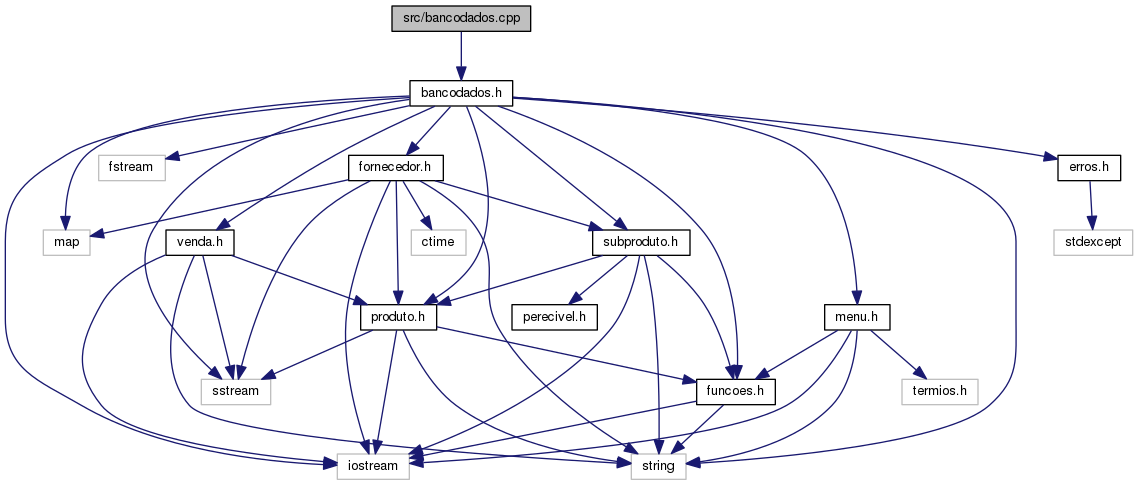 src/bancodados.cpp
bancodados.h
fstream
fornecedor.h
erros.h
map
venda.h
ctime
subproduto.h
stdexcept
produto.h
perecivel.h
menu.h
sstream
funcoes.h
termios.h
iostream
string